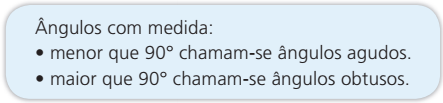 Ângulos com medida:
• menor que 90° chamam-se ângulos agudos.
• maior que 90° chamam-se ângulos obtusos.